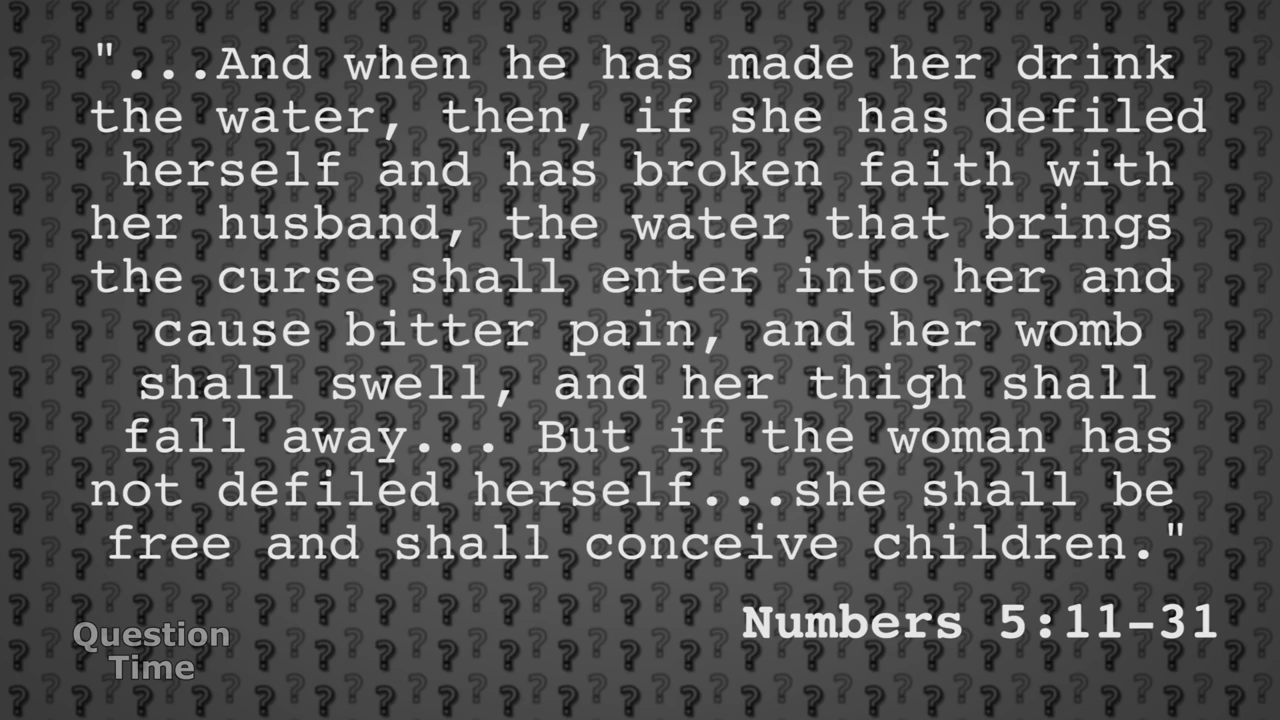 "...And when he has made her drink
the water, then, if she has defiled
herself and has broken faith with
her husband, the water that brings
the curse shall enter into her and
cause bitter pain, and her womb
shall swell, and her thigh shall
fall away... But if the woman has
not defiled herself...she shall be
free and shall conceive children."
Numbers 5:11-31
Question
Time